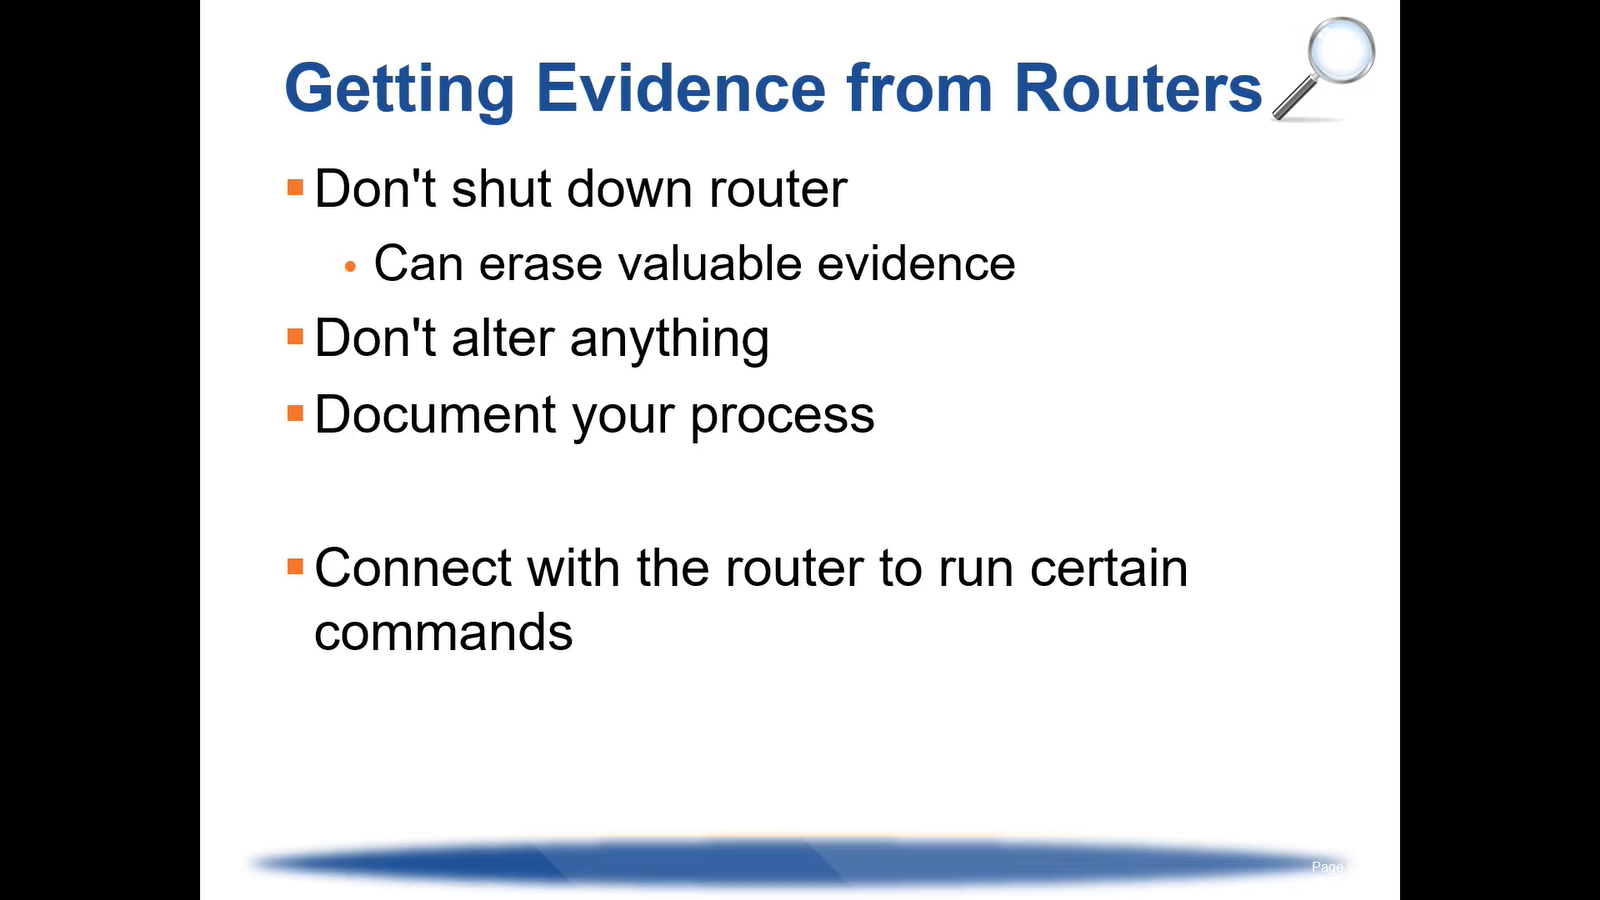 Getting Evidence from Routers
Don't shut down router
Can erase valuable evidence
Don't alter anything
Document your process
Connect with the router to run certain
commands
Page